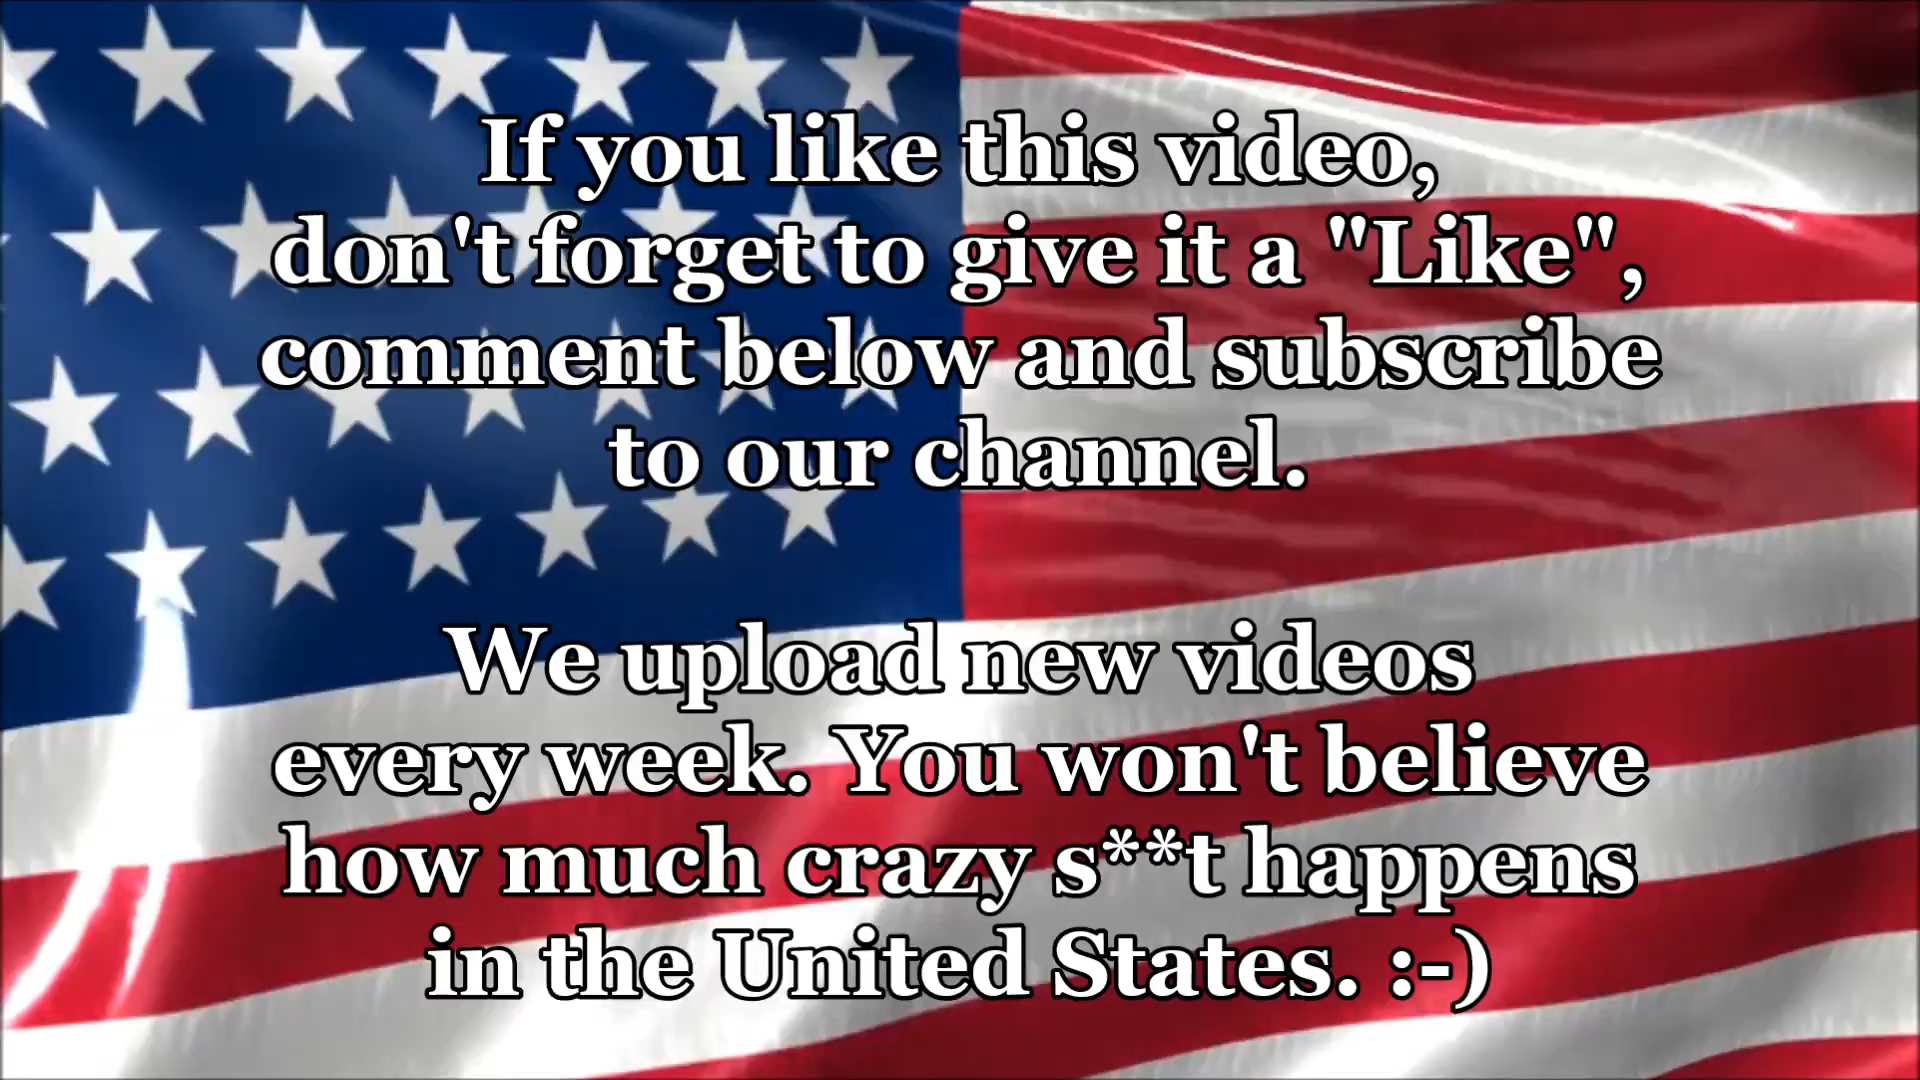 If you like this video,
don't forget to give it a "Like",
comment below and subscribe
to our channel.
We upload new videos
every week. You won't believe
how much crazy s**t happens
in the United States. :-)